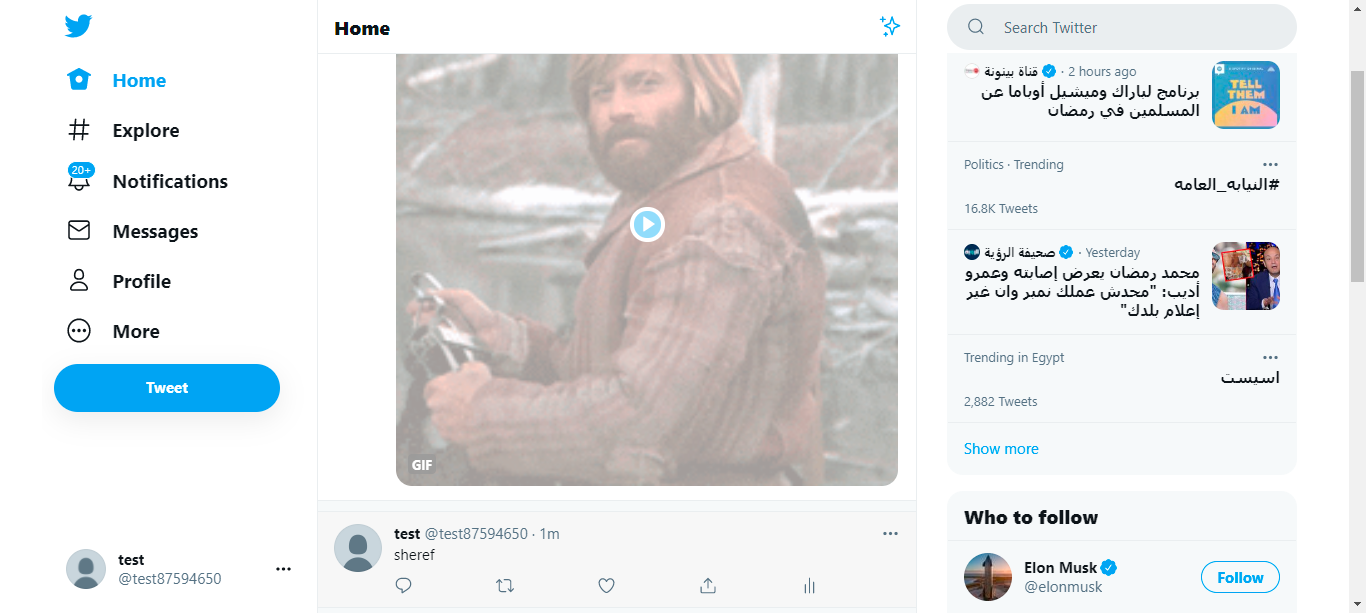 Home
Explore
20+
Notifications
Messages
Profile
More
Tweet
test
@test87594650
Home
GIF
test @test87594650 · 1m
sheref
Search Twitter
قناة بينونة · 2 hours ago
برنامج لباراك وميشيل أوباما عن
المسلمين في رمضان
TELL
THEM
I AM
Politics · Trending
#النيابه_العامه
16.8K Tweets
صحيفة الرؤية · Yesterday
محمد رمضان يعرض إصابته وعمرو
أديب: "محدش عملك نمبر وان غير
إعلام بلدك"
Trending in Egypt
اسيست
2,882 Tweets
Show more
Who to follow
Elon Musk
@elonmusk
Follow